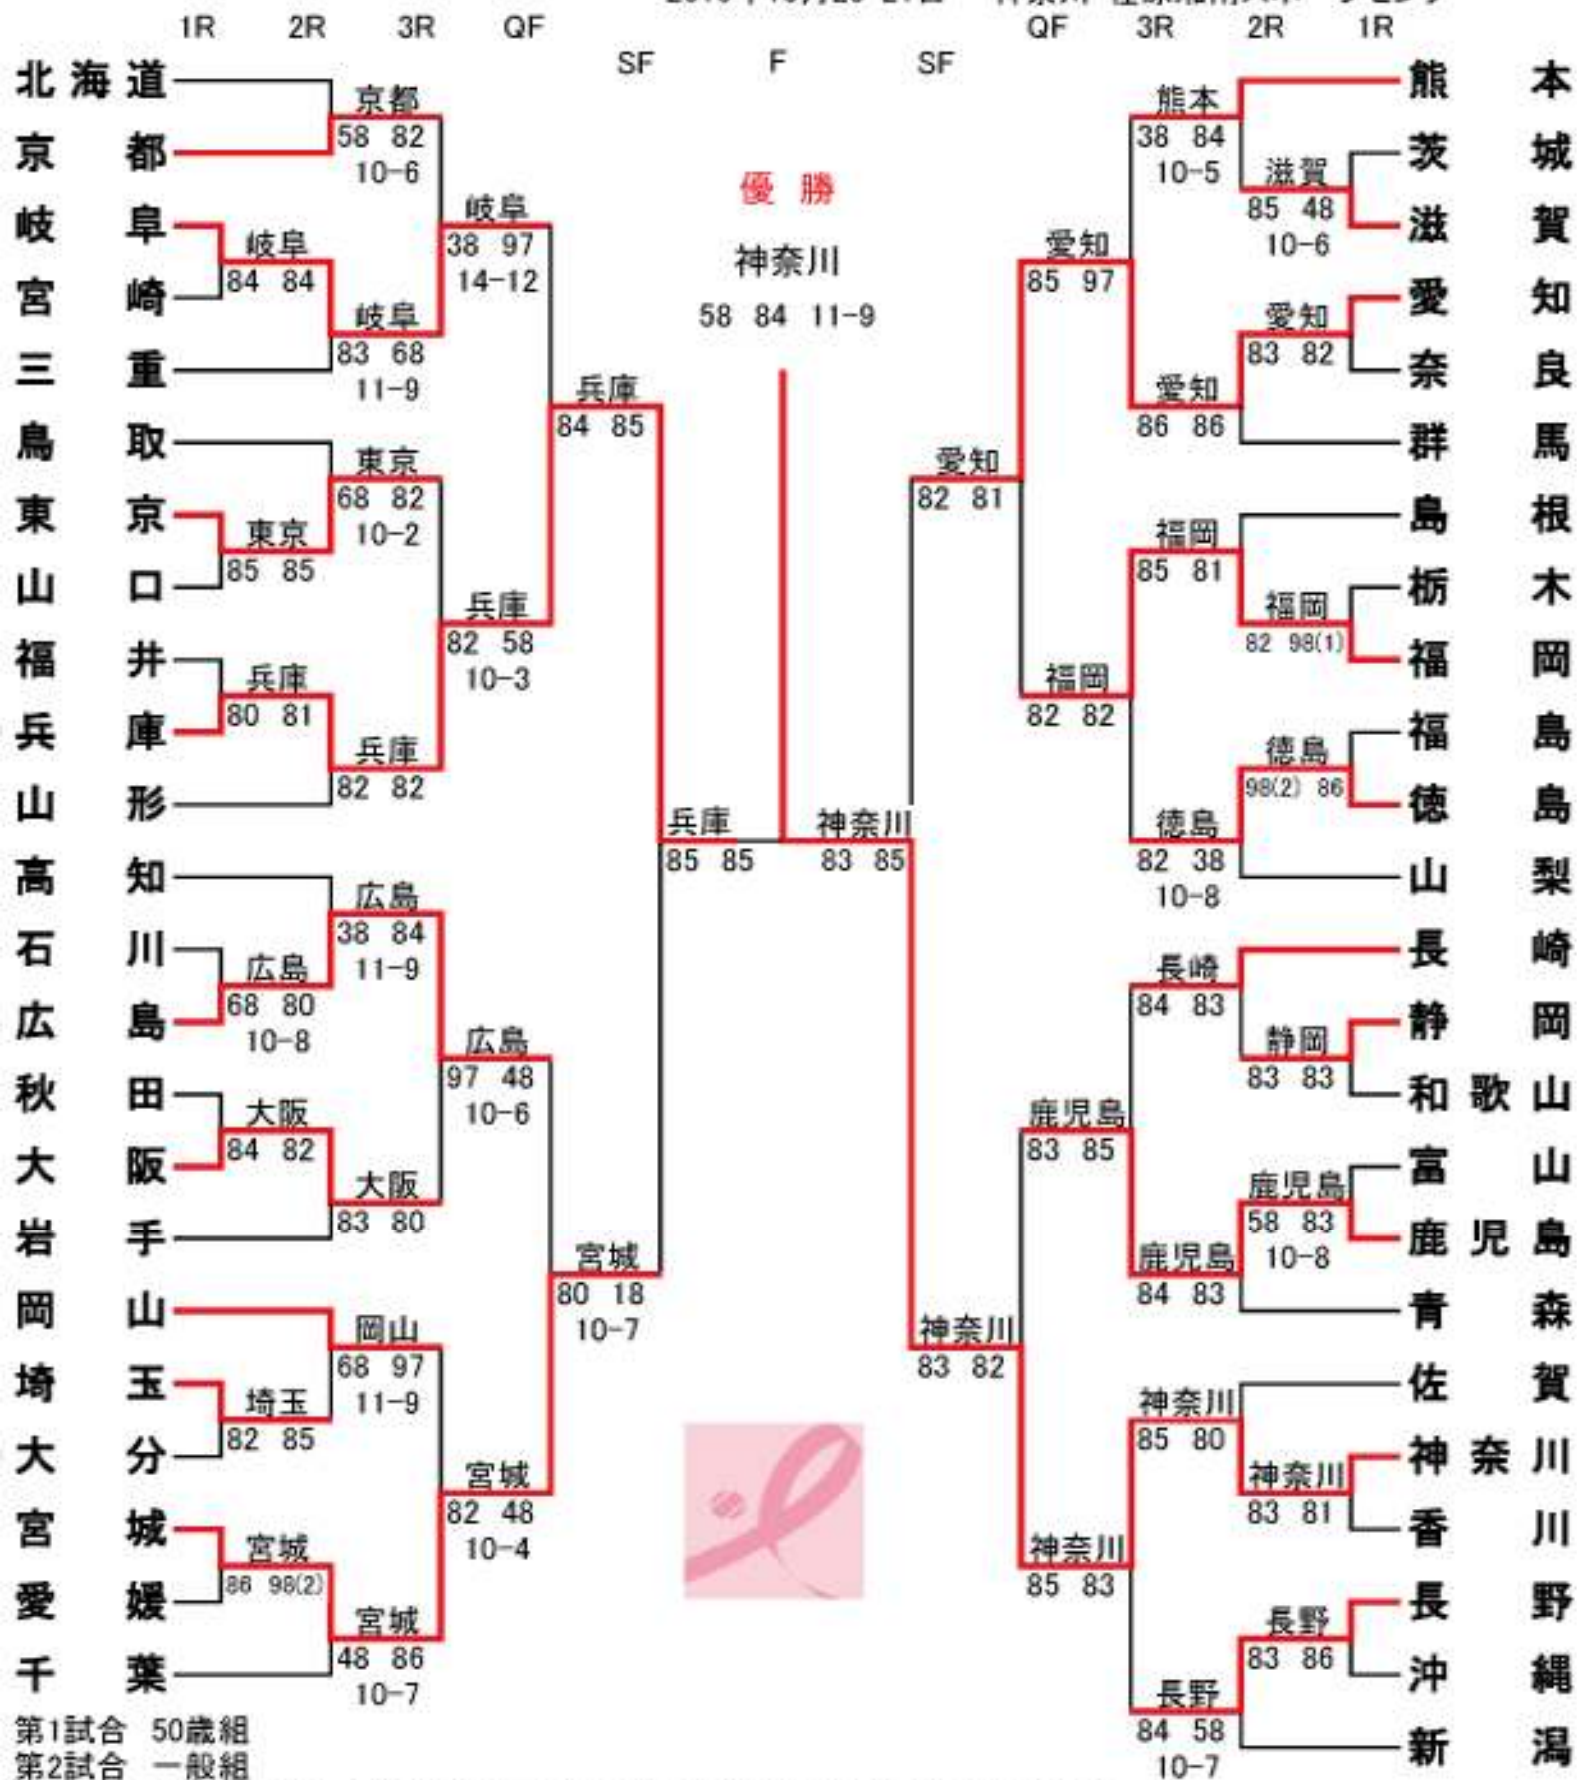 1R 2R 3R QF SF F SF QF 3R 2R 1R
北海道
京都
岐阜
宮崎
三重
鳥取
東京
山口
福井
兵庫
山形
高知
石川
広島
秋田
大阪
岩手
岡山
埼玉
大分
宮城
愛媛
千葉
岐阜
84 84
東京
85 85
兵庫
80 81
広島
68 80
10-8
大阪
84 82
埼玉
82 85
宮城
86 98(2)
京都
58 82
10-6
岐阜
83 68
11-9
東京
68 82
10-2
兵庫
82 82
広島
38 84
11-9
大阪
83 80
岡山
68 97
11-9
宮城
48 86
10-7
岐阜
38 97
14-12
兵庫
82 58
10-3
広島
97 48
10-6
宮城
82 48
10-4
兵庫
84 85
宮城
80 18
10-7
兵庫
85 85
優勝
神奈川
58 84 11-9
神奈川
83 85
愛知
82 81
神奈川
83 82
愛知
85 97
福岡
82 82
鹿児島
83 85
神奈川
85 83
熊本
38 84
10-5
愛知
86 86
福岡
85 81
徳島
82 38
10-8
長崎
84 83
鹿児島
84 83
神奈川
85 80
長野
84 58
10-7
滋賀
85 48
10-6
愛知
83 82
福岡
82 98(1)
徳島
98(2) 86
静岡
83 83
鹿児島
58 83
10-8
神奈川
83 81
長野
83 86
熊本
茨城
滋賀
愛知
奈良
群馬
島根
栃木
福岡
福島
徳島
山梨
長崎
静岡
和歌山
富山
鹿児島
青森
佐賀
神奈川
香川
長野
沖縄
新潟
第1試合 50歳組
第2試合 一般組